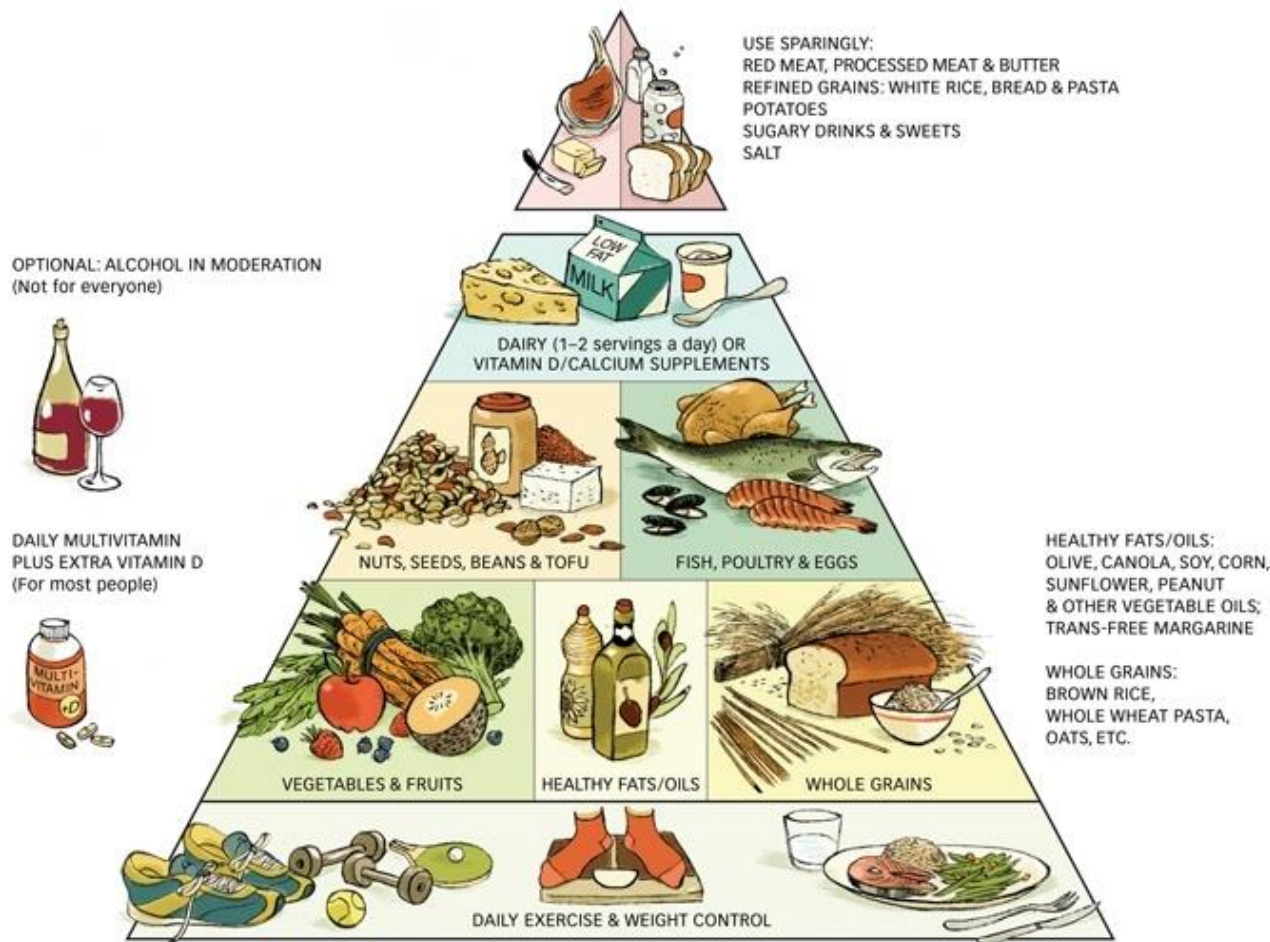 USE SPARINGLY:
RED MEAT, PROCESSED MEAT & BUTTER
REFINED GRAINS: WHITE RICE, BREAD & PASTA
POTATOES
SUGARY DRINKS & SWEETS
SALT
OPTIONAL: ALCOHOL IN MODERATION
(Not for everyone)
LOW
FAT
MILK
DAIRY (1–2 servings a day) OR
VITAMIN D/CALCIUM SUPPLEMENTS
NUTS, SEEDS, BEANS & TOFU
FISH, POULTRY & EGGS
DAILY MULTIVITAMIN
PLUS EXTRA VITAMIN D
(For most people)
MULTI-
VITAMIN
+D
HEALTHY FATS/OILS:
OLIVE, CANOLA, SOY, CORN,
SUNFLOWER, PEANUT
& OTHER VEGETABLE OILS;
TRANS-FREE MARGARINE
WHOLE GRAINS:
BROWN RICE,
WHOLE WHEAT PASTA,
OATS, ETC.
VEGETABLES & FRUITS
HEALTHY FATS/OILS
WHOLE GRAINS
DAILY EXERCISE & WEIGHT CONTROL